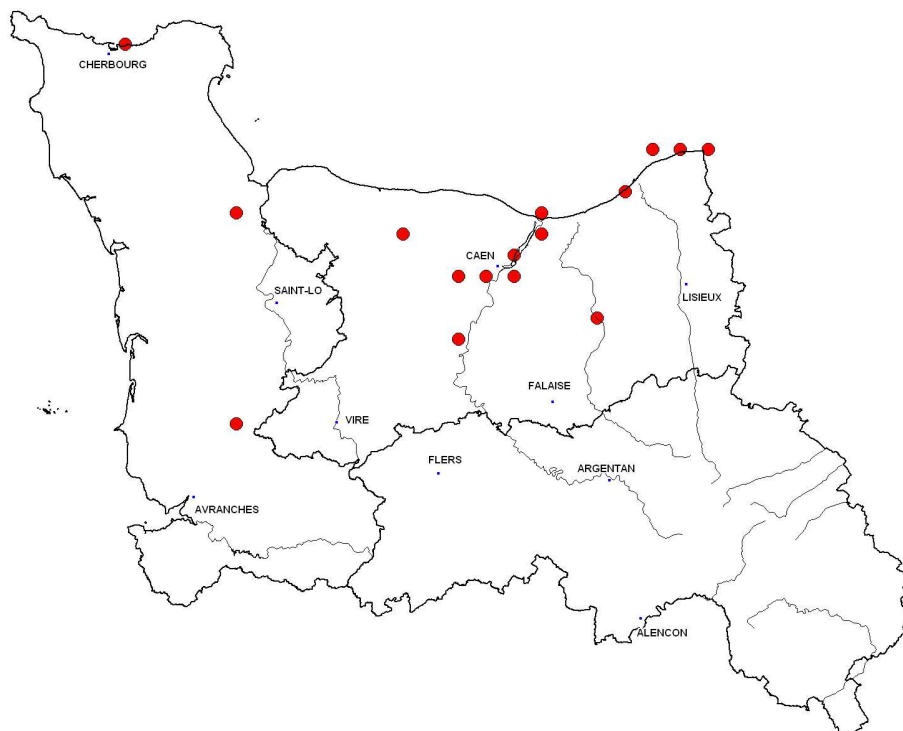 CHERBOURG
CAEN
SAINT-LO
LISIEUX
FALAISE
VIRE
FLERS
ARGENTAN
AVRANCHES
ALENCON